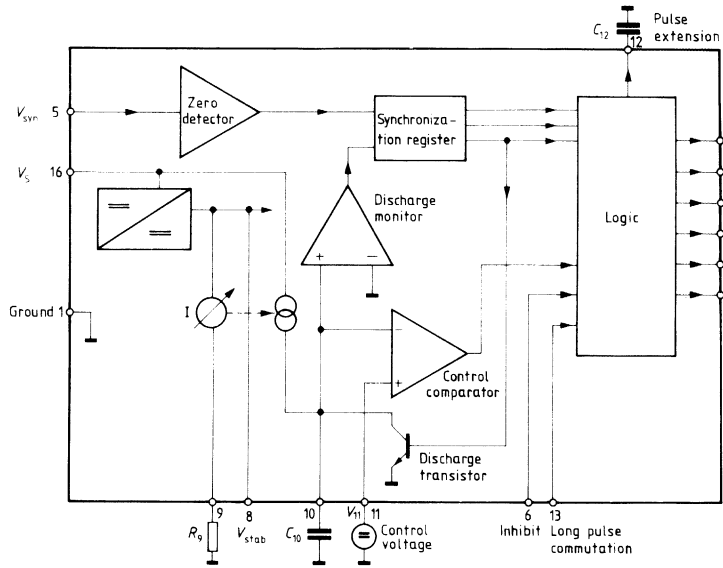 C12
12
Pulse
extension
Vsyn 5
Zero
detector
Synchroniza-
tion register
VS 16
Discharge
monitor
+ −
Logic
Ground 1
I
−
+
Control
comparator
Discharge
transistor
9
8
10
V11 11
6 13
R9
Vstab
C10
Control
voltage
Inhibit Long pulse
commutation